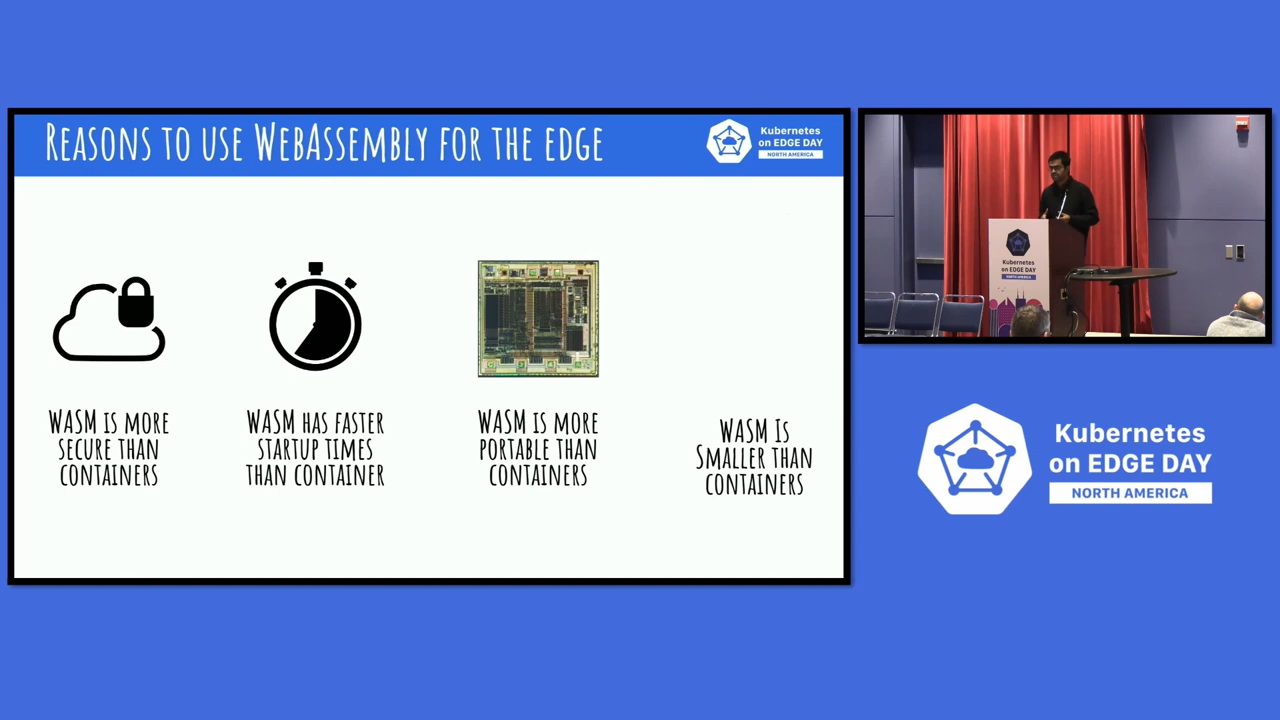 Reasons to use WebAssembly for the edge
Kubernetes
on EDGE DAY
NORTH AMERICA
WASM is more
secure than
containers
WASM has faster
startup times
than container
WASM is more
portable than
containers
WASM Is
Smaller than
containers
Kubernetes
on EDGE DAY
Kubernetes
on EDGE DAY
NORTH AMERICA